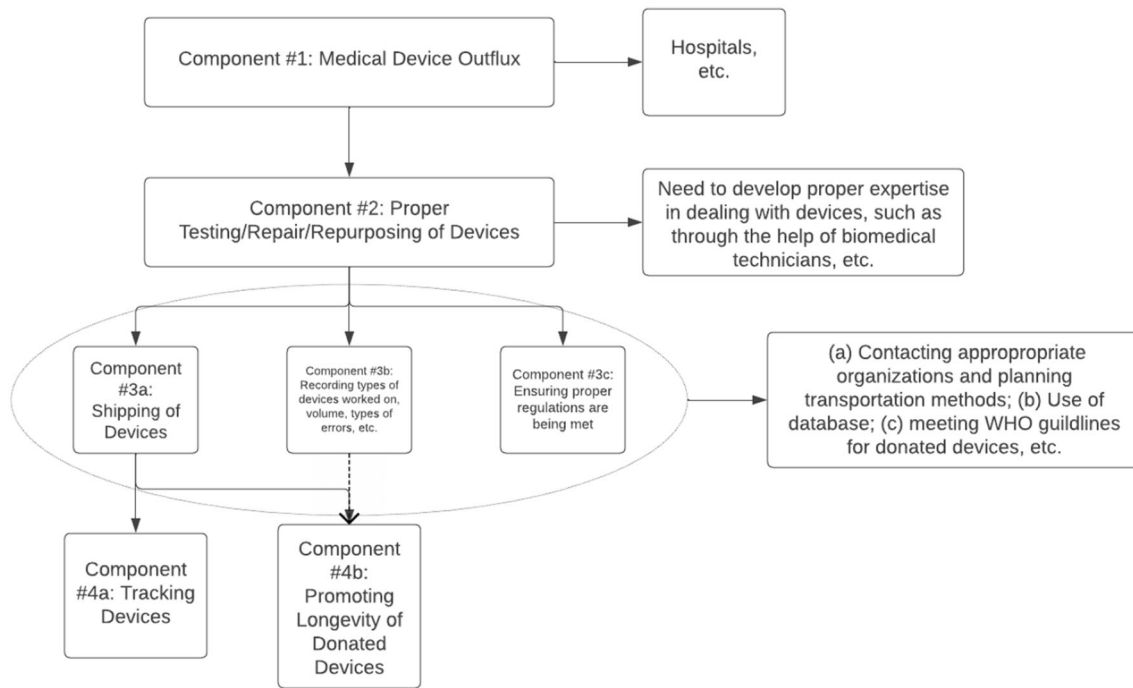 Component #1: Medical Device Outflux
Hospitals,
etc.
Component #2: Proper
Testing/Repair/Repurposing of Devices
Need to develop proper expertise
in dealing with devices, such as
through the help of biomedical
technicians, etc.
Component
#3a:
Shipping of
Devices
Component #3b:
Recording types of
devices worked on,
volume, types of
errors, etc.
Component #3c:
Ensuring proper
regulations are
being met
(a) Contacting appropropriate
organizations and planning
transportation methods; (b) Use of
database; (c) meeting WHO guildlines
for donated devices, etc.
Component
#4a: Tracking
Devices
Component
#4b:
Promoting
Longevity of
Donated
Devices